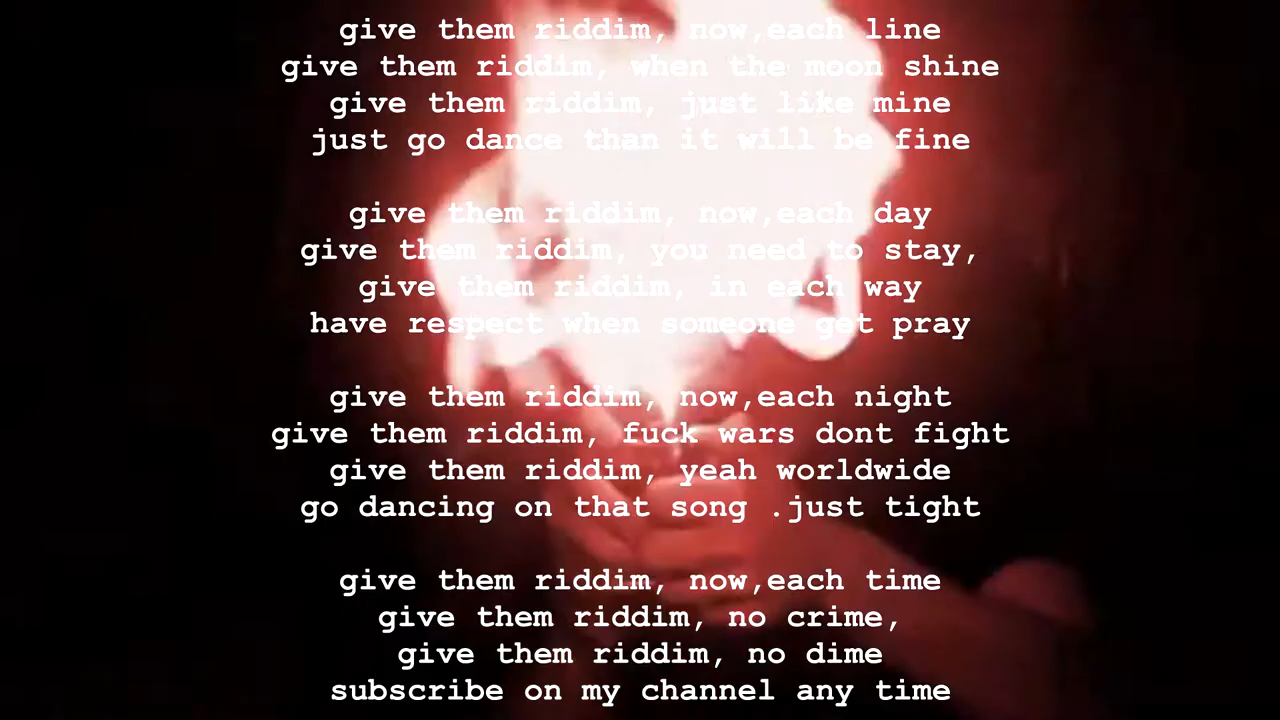 give them riddim, now,each line
give them riddim, when the moon shine
give them riddim, just like mine
just go dance than it will be fine
give them riddim, now,each day
give them riddim, you need to stay,
give them riddim, in each way
have respect when someone get pray
give them riddim, now,each night
give them riddim, fuck wars dont fight
give them riddim, yeah worldwide
go dancing on that song .just tight
give them riddim, now,each time
give them riddim, no crime,
give them riddim, no dime
subscribe on my channel any time